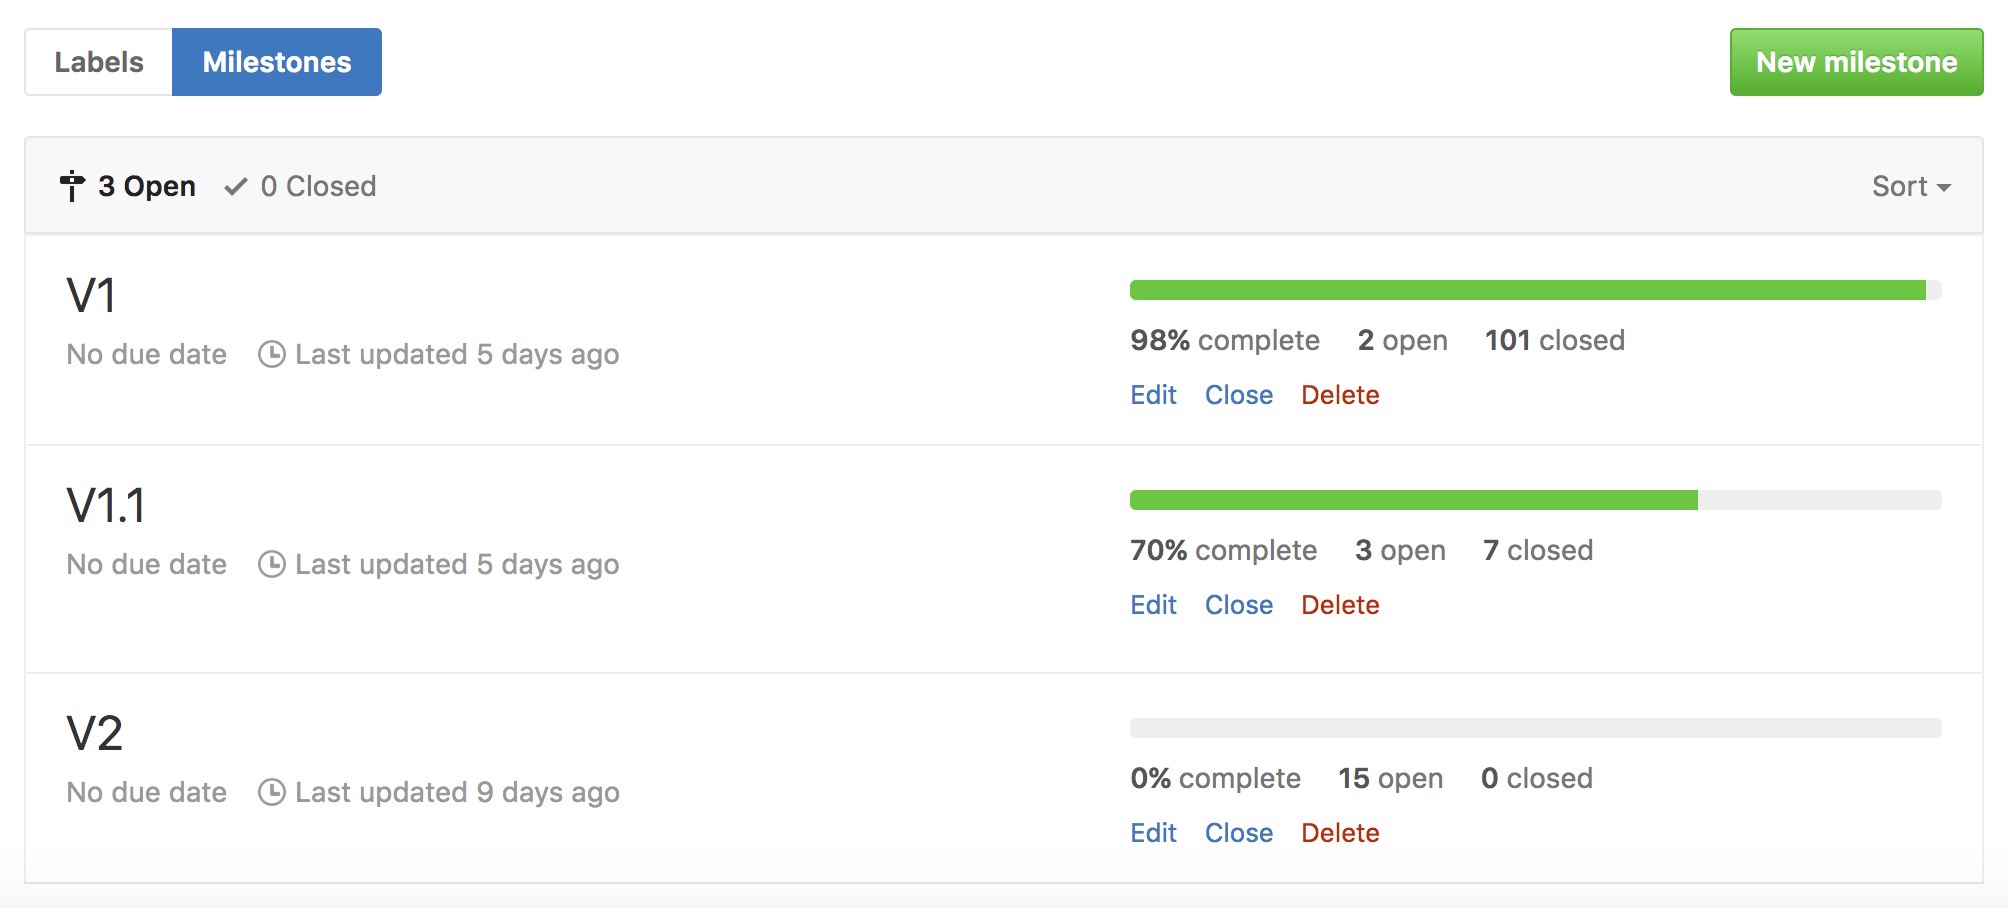 Labels Milestones New milestone
3 Open 0 Closed Sort
V1
No due date Last updated 5 days ago
98% complete 2 open 101 closed
Edit Close Delete
V1.1
No due date Last updated 5 days ago
70% complete 3 open 7 closed
Edit Close Delete
V2
No due date Last updated 9 days ago
0% complete 15 open 0 closed
Edit Close Delete